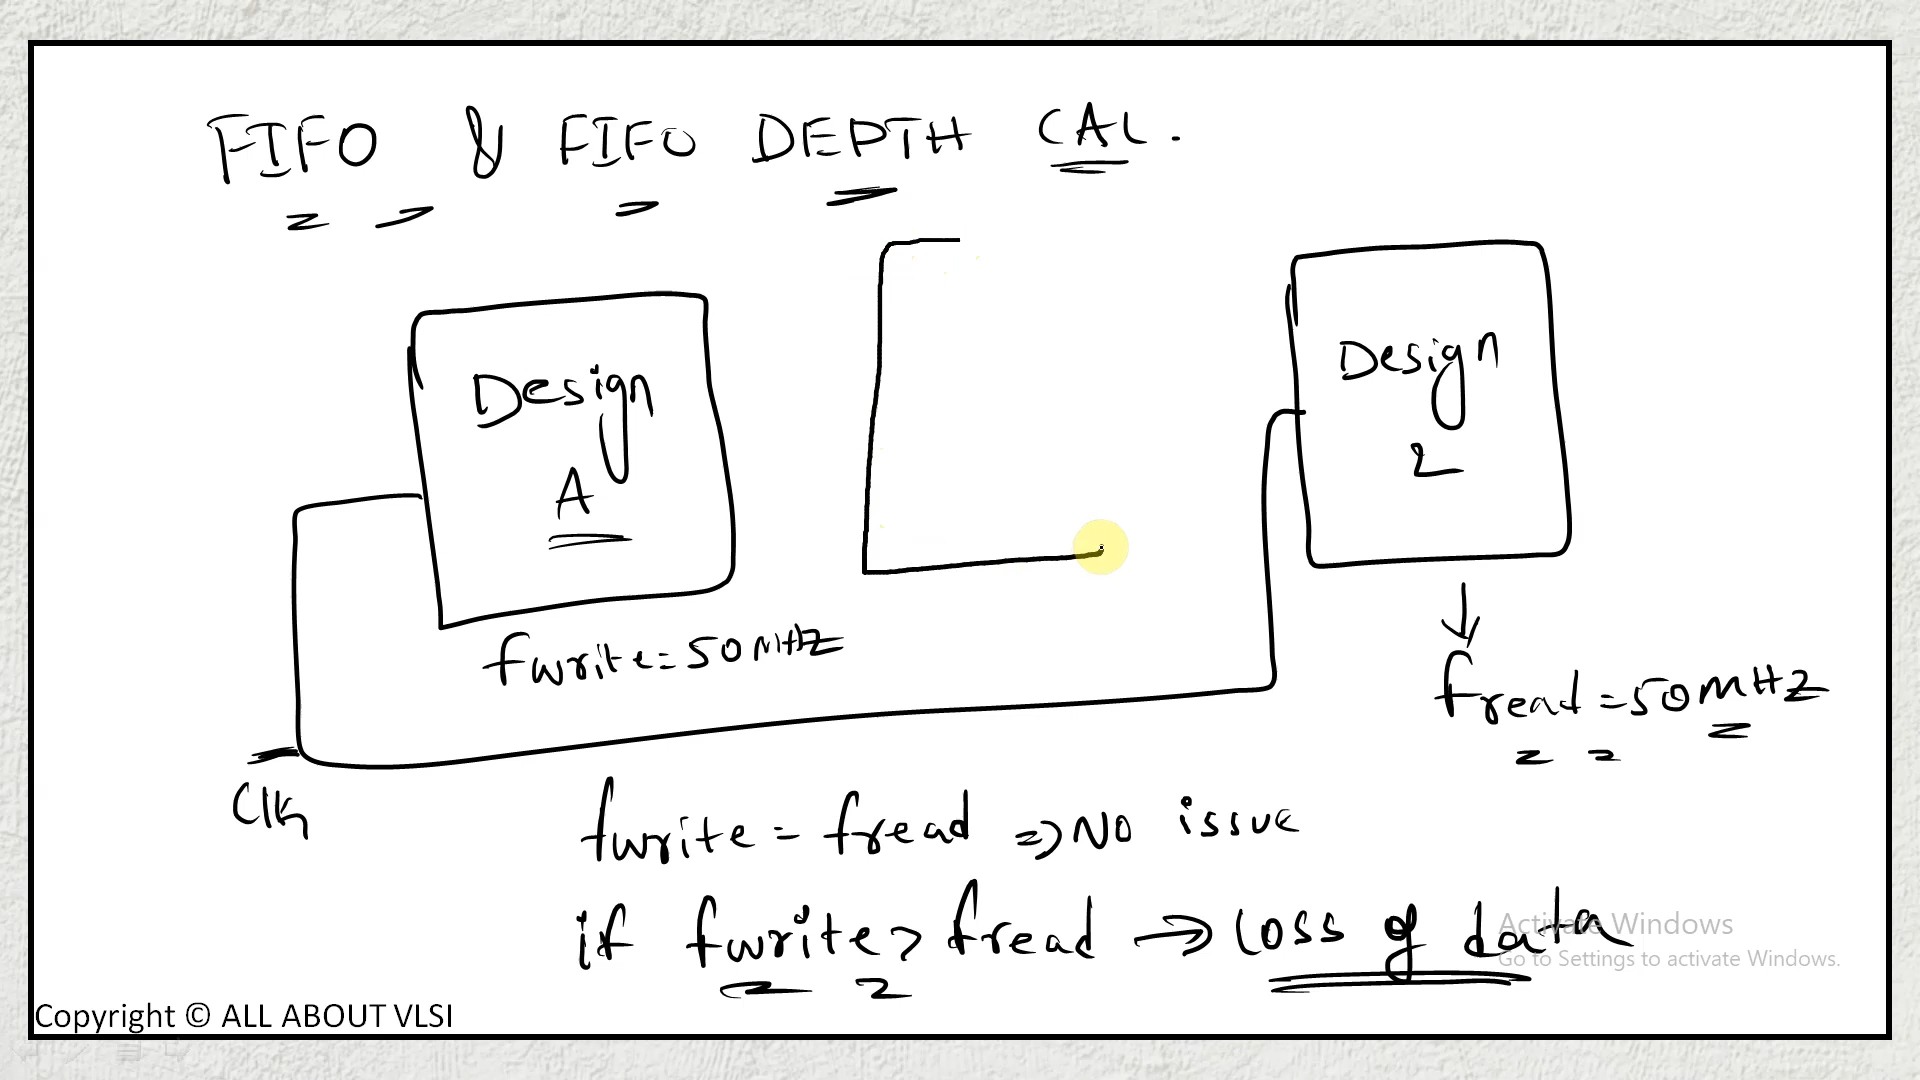 FIFO & FIFO DEPTH CAL.
Design
A
Design
2
fwrite=50MHZ
fread=50MHZ
Clk
fwrite=fread => NO issue
if fwrite>fread → Loss of data
Activate Windows
Go to Settings to activate Windows.
Copyright © ALL ABOUT VLSI